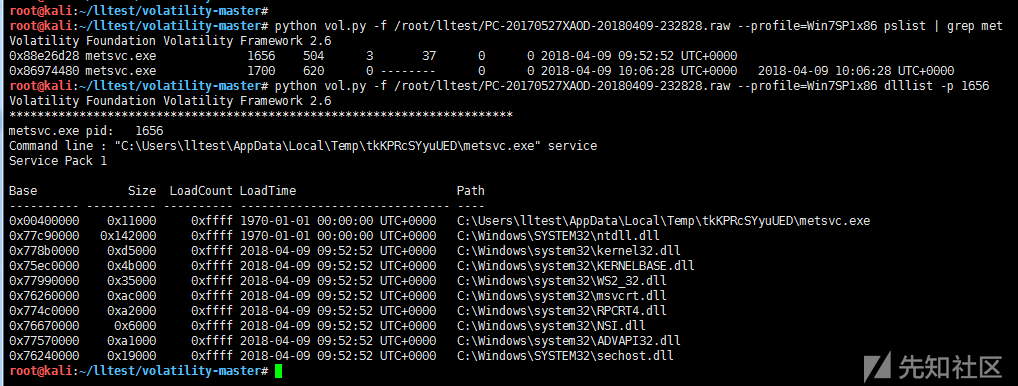 root@kali:~/lltest/volatility-master#
root@kali:~/lltest/volatility-master# python vol.py -f /root/lltest/PC-20170527XAOD-20180409-232828.raw --profile=Win7SP1x86 pslist | grep met
Volatility Foundation Volatility Framework 2.6
0x88e26d28 metsvc.exe 1656 504 3 37 0 0 2018-04-09 09:52:52 UTC+0000
0x86974480 metsvc.exe 1700 620 0 -------- 0 0 2018-04-09 10:06:28 UTC+0000 2018-04-09 10:06:28 UTC+0000
root@kali:~/lltest/volatility-master# python vol.py -f /root/lltest/PC-20170527XAOD-20180409-232828.raw --profile=Win7SP1x86 dlllist -p 1656
Volatility Foundation Volatility Framework 2.6
************************************************************************
metsvc.exe pid: 1656
Command line : "C:\Users\lltest\AppData\Local\Temp\tkKPRcSYyuUED\metsvc.exe" service
Service Pack 1
Base Size LoadCount LoadTime Path
---------- ---------- ---------- ------------------------------ ----
0x00400000 0x11000 0xffff 1970-01-01 00:00:00 UTC+0000 C:\Users\lltest\AppData\Local\Temp\tkKPRcSYyuUED\metsvc.exe
0x77c90000 0x142000 0xffff 1970-01-01 00:00:00 UTC+0000 C:\Windows\SYSTEM32\ntdll.dll
0x778b0000 0xd5000 0xffff 2018-04-09 09:52:52 UTC+0000 C:\Windows\system32\kernel32.dll
0x75ec0000 0x4b000 0xffff 2018-04-09 09:52:52 UTC+0000 C:\Windows\system32\KERNELBASE.dll
0x77990000 0x35000 0xffff 2018-04-09 09:52:52 UTC+0000 C:\Windows\system32\WS2_32.dll
0x76260000 0xac000 0xffff 2018-04-09 09:52:52 UTC+0000 C:\Windows\system32\msvcrt.dll
0x774c0000 0xa2000 0xffff 2018-04-09 09:52:52 UTC+0000 C:\Windows\system32\RPCRT4.dll
0x76670000 0x6000 0xffff 2018-04-09 09:52:52 UTC+0000 C:\Windows\system32\NSI.dll
0x77570000 0xa1000 0xffff 2018-04-09 09:52:52 UTC+0000 C:\Windows\system32\ADVAPI32.dll
0x76240000 0x19000 0xffff 2018-04-09 09:52:52 UTC+0000 C:\Windows\SYSTEM32\sechost.dll
root@kali:~/lltest/volatility-master#
先知社区